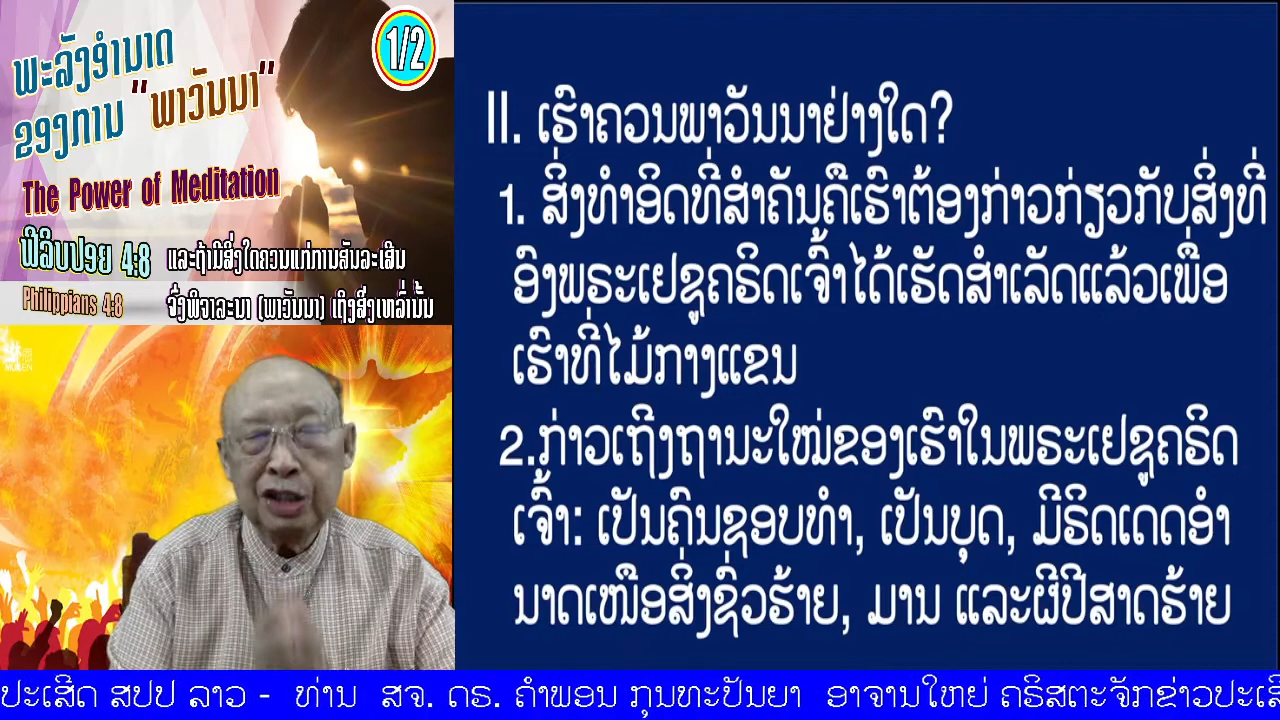 ພະລັງອຳນາດ
ຂອງການ "ພາວັນນາ"
1/2
The Power of Meditation
ຟີລິບປອຍ 4:8 ແລະຖ້າມີສິ່ງໃດຄວນແກ່ການສັນລະເສີນ
Philippians 4:8 ຈົ່ງພິຈາລະນາ (ພາວັນນາ) ເຖິງສິ່ງເຫລົ່ານັ້ນ
II. ເຮົາຄວນພາວັນນາຢ່າງໃດ?
1. ສິ່ງທຳອິດທີ່ສຳຄັນຄືເຮົາຕ້ອງກ່າວກ່ຽວກັບສິ່ງທີ່
ອົງພຣະເຢຊູຄຣິດເຈົ້າໄດ້ເຮັດສຳເລັດແລ້ວເພື່ອ
ເຮົາທີ່ໄມ້ກາງແຂນ
2.ກ່າວເຖິງຖານະໃໝ່ຂອງເຮົາໃນພຣະເຢຊູຄຣິດ
ເຈົ້າ: ເປັນຄົນຊອບທຳ, ເປັນບຸດ, ມີຣິດເດດອຳ
ນາດເໜືອສິ່ງຊົ່ວຮ້າຍ, ມານ ແລະຜີປີສາດຮ້າຍ
ປະເສີດ ສປປ ລາວ - ທ່ານ ສຈ. ດຣ. ຄຳພອນ ກຸນທະປັນຍາ ອາຈານໃຫຍ່ ຄຣິສຕະຈັກຂ່າວປະເສີ